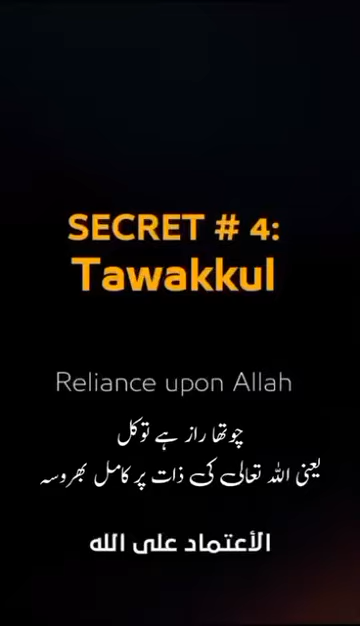 SECRET # 4:
Tawakkul
Reliance upon Allah
چوتھا راز ہے توکل
یعنی اللہ تعالیٰ کی ذات پر کامل بھروسہ
الأعتماد على الله